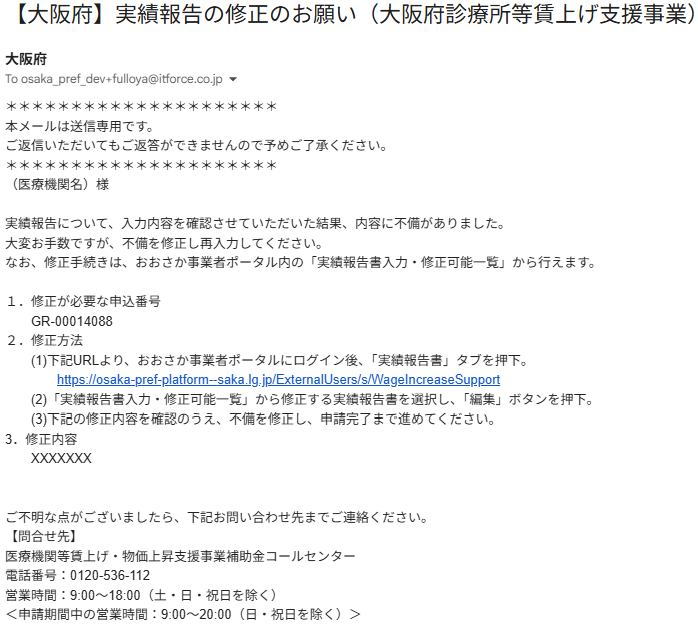 【大阪府】実績報告の修正のお願い（大阪府診療所等賃上げ支援事業）
大阪府
To osaka_pref_dev+fulloya@itforce.co.jp
＊＊＊＊＊＊＊＊＊＊＊＊＊＊＊＊＊＊＊＊＊
本メールは送信専用です。
ご返信いただいてもご返答ができませんので予めご了承ください。
＊＊＊＊＊＊＊＊＊＊＊＊＊＊＊＊＊＊＊＊＊
（医療機関名）様
実績報告について、入力内容を確認させていただいた結果、内容に不備がありました。
大変お手数ですが、不備を修正し再入力してください。
なお、修正手続きは、おおさか事業者ポータル内の「実績報告書入力・修正可能一覧」から行えます。
１．修正が必要な申込番号
GR-00014088
２．修正方法
(1)下記URLより、おおさか事業者ポータルにログイン後、「実績報告書」タブを押下。
https://osaka-pref-platform--saka.lg.jp/ExternalUsers/s/WageIncreaseSupport
(2)「実績報告書入力・修正可能一覧」から修正する実績報告書を選択し、「編集」ボタンを押下。
(3)下記の修正内容を確認のうえ、不備を修正し、申請完了まで進めてください。
3．修正内容
XXXXXXX
ご不明な点がございましたら、下記お問い合わせ先までご連絡ください。
【問合せ先】
医療機関等賃上げ・物価上昇支援事業補助金コールセンター
電話番号：0120-536-112
営業時間：9:00～18:00（土・日・祝日を除く）
＜申請期間中の営業時間：9:00～20:00（日・祝日を除く）＞